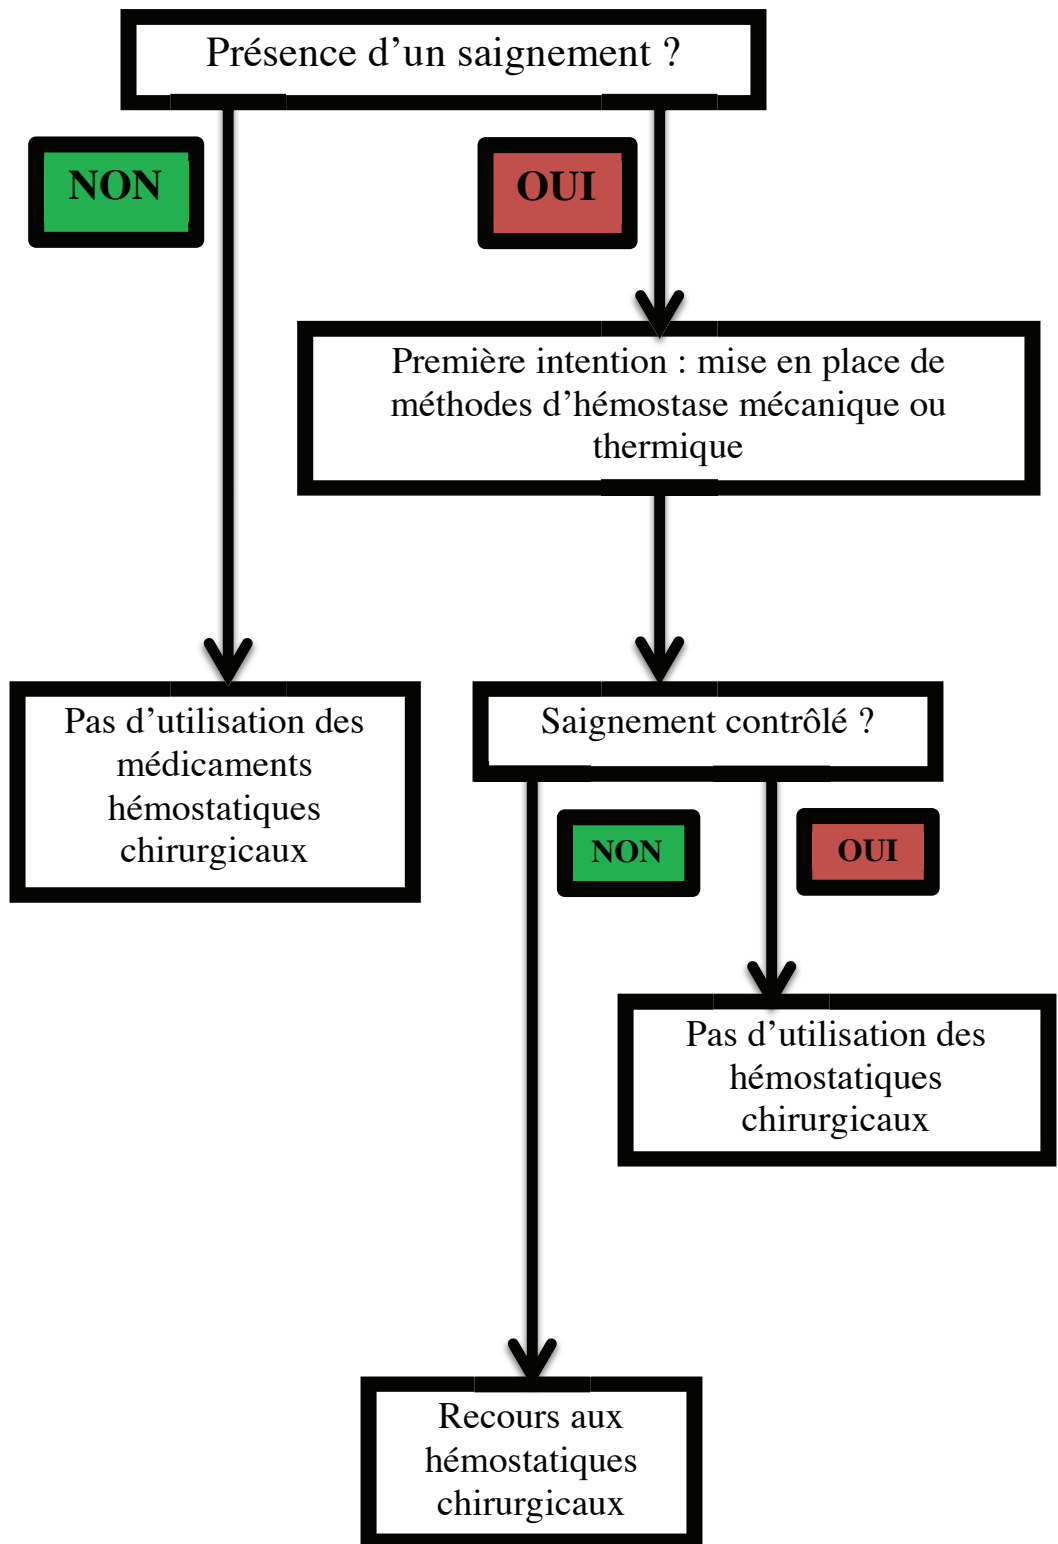 Présence d’un saignement ?
NON
OUI
Première intention : mise en place de
méthodes d’hémostase mécanique ou
thermique
Pas d’utilisation des
médicaments
hémostatiques
chirurgicaux
Saignement contrôlé ?
NON
OUI
Pas d’utilisation des
hémostatiques
chirurgicaux
Recours aux
hémostatiques
chirurgicaux